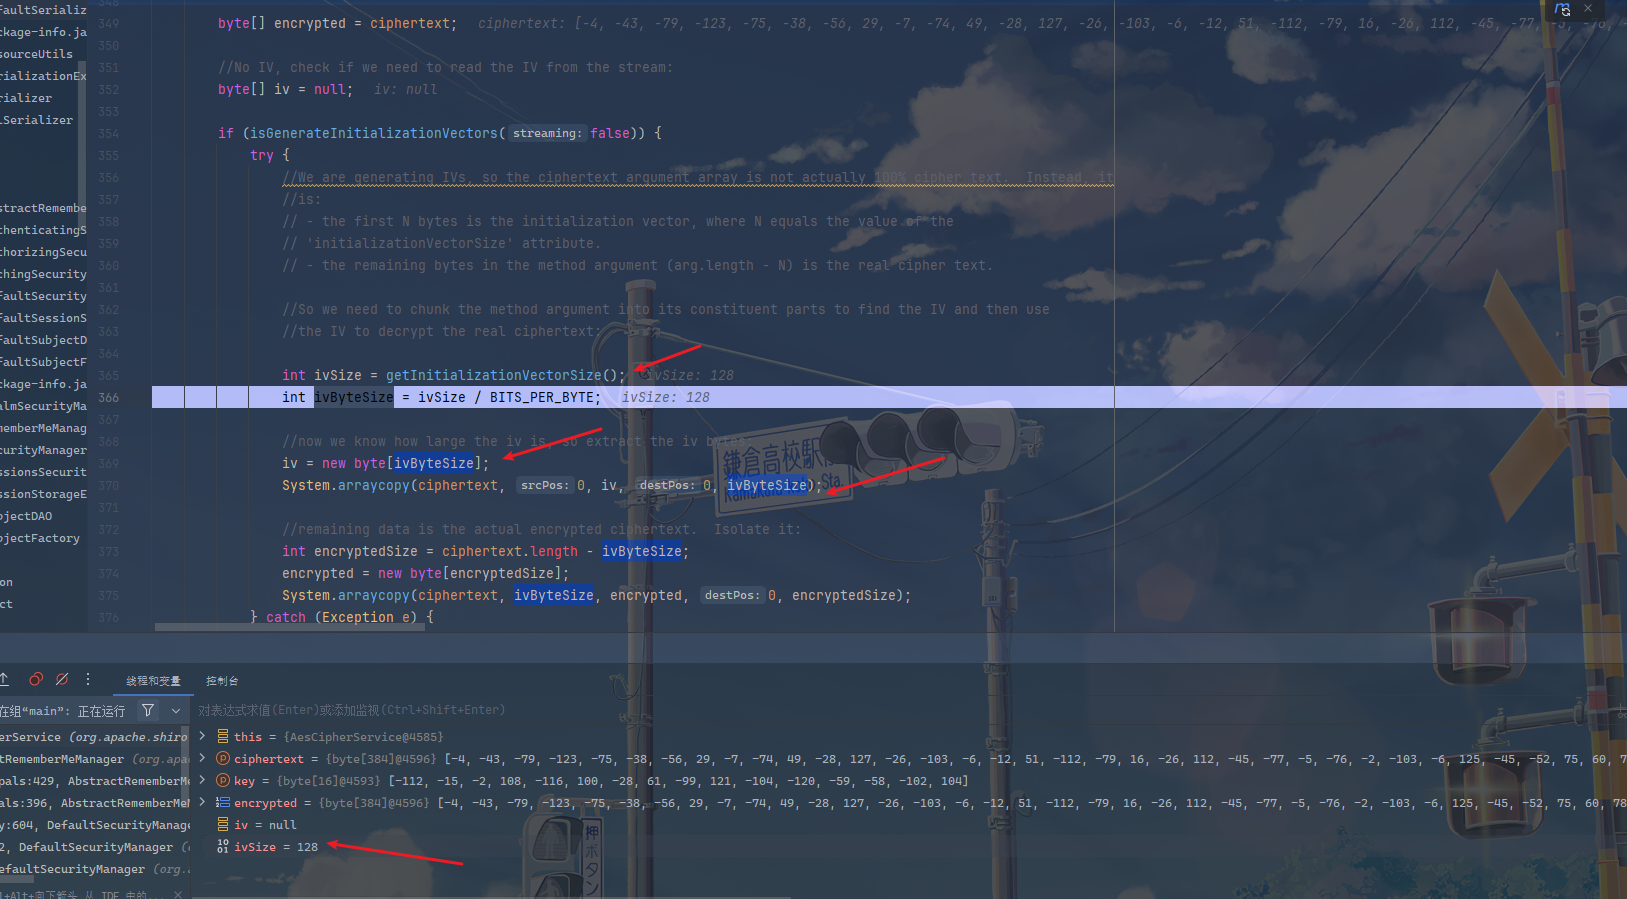 faultSerializ
ckage-info.ja
sourceUtils
rializationEx
rializer
.Serializer
stractRemembe
thenticatingS
thorizingSecu
chingSecurity
faultSecurity
faultSessionS
faultSubjectD
faultSubjectF
ckage-info.ja
almSecurityMa
memberMeManag
curityManager
ssionsSecurit
ssionStorageE
bjectDAO
bjectFactory
on
ct
348
349 byte[] encrypted = ciphertext; ciphertext: [-4, -43, -79, -123, -75, -38, -56, 29, -7, -74, 49, -28, 127, -26, -103, -6, -12, 51, -112, -79, 16, -26, 112, -45, -77, -5, -76, -
350
351 //No IV, check if we need to read the IV from the stream:
352 byte[] iv = null; iv: null
353
354 if (isGenerateInitializationVectors( streaming: false)) {
355 try {
356 //We are generating IVs, so the ciphertext argument array is not actually 100% cipher text.  Instead, it
357 //is:
358 // - the first N bytes is the initialization vector, where N equals the value of the
359 // 'initializationVectorSize' attribute.
360 // - the remaining bytes in the method argument (arg.length - N) is the real cipher text.
361
362 //So we need to chunk the method argument into its constituent parts to find the IV and then use
363 //the IV to decrypt the real ciphertext:
364
365 int ivSize = getInitializationVectorSize(); ivSize: 128
366 int ivByteSize = ivSize / BITS_PER_BYTE; ivSize: 128
367
368 //now we know how large the iv is, so extract the iv bytes:
369 iv = new byte[ivByteSize];
370 System.arraycopy(ciphertext, srcPos: 0, iv, destPos: 0, ivByteSize);
371
372 //remaining data is the actual encrypted ciphertext.  Isolate it:
373 int encryptedSize = ciphertext.length - ivByteSize;
374 encrypted = new byte[encryptedSize];
375 System.arraycopy(ciphertext, ivByteSize, encrypted, destPos: 0, encryptedSize);
376 } catch (Exception e) {
鎌倉高校駅
Sta.
押ボタン
线程和变量 控制台
在组“main”: 正在运行
对表达式求值(Enter)或添加监视(Ctrl+Shift+Enter)
erService (org.apache.shiro
tRememberMeManager (org.apa
pals:429, AbstractRememberMe
als:396, AbstractRememberMeM
y:604, DefaultSecurityManage
2, DefaultSecurityManager (
efaultSecurityManager (org.
this = {AesCipherService@4585}
ciphertext = {byte[384]@4596} [-4, -43, -79, -123, -75, -38, -56, 29, -7, -74, 49, -28, 127, -26, -103, -6, -12, 51, -112, -79, 16, -26, 112, -45, -77, -5, -76, -2, -103, -6, 125, -45, -52, 75, 60, 7
key = {byte[16]@4593} [-112, -15, -2, 108, -116, 100, -28, 61, -99, 121, -104, -120, -59, -58, -102, 104]
encrypted = {byte[384]@4596} [-4, -43, -79, -123, -75, -38, -56, 29, -7, -74, 49, -28, 127, -26, -103, -6, -12, 51, -112, -79, 16, -26, 112, -45, -77, -5, -76, -2, -103, -6, 125, -45, -52, 75, 60, 78
iv = null
ivSize = 128